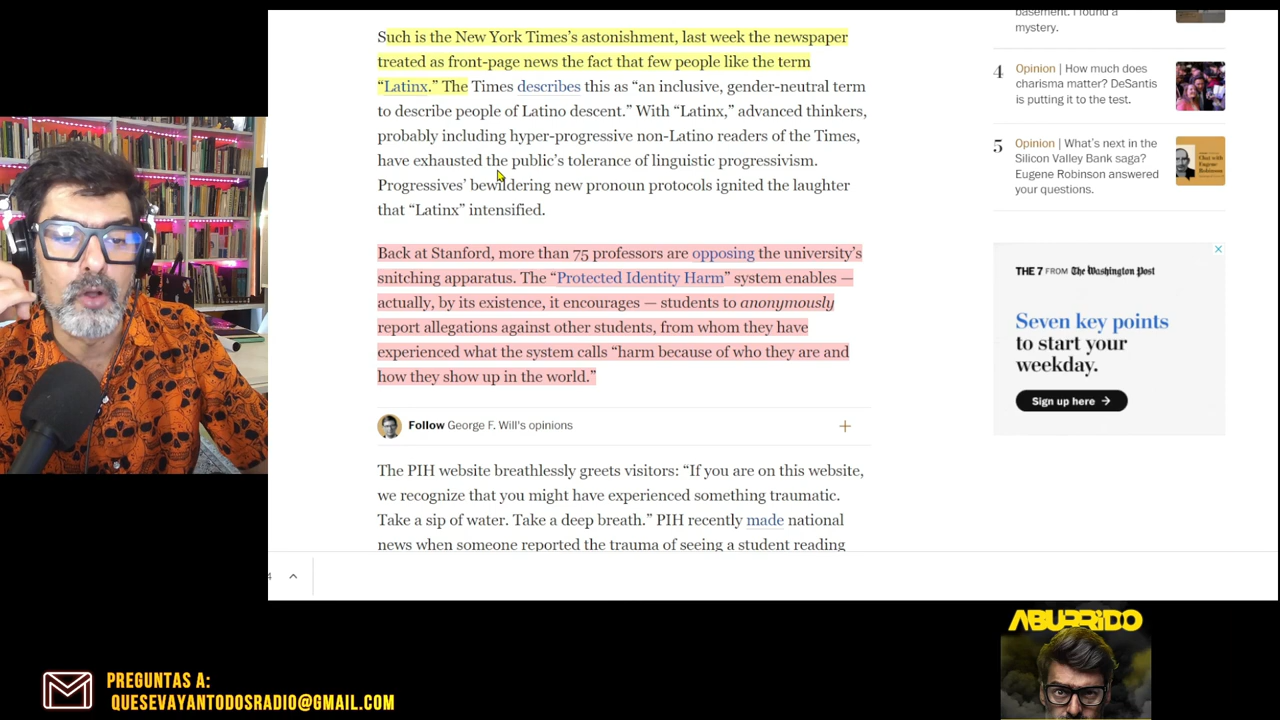 Such is the New York Times’s astonishment, last week the newspaper
treated as front-page news the fact that few people like the term
“Latinx.” The Times describes this as “an inclusive, gender-neutral term
to describe people of Latino descent.” With “Latinx,” advanced thinkers,
probably including hyper-progressive non-Latino readers of the Times,
have exhausted the public’s tolerance of linguistic progressivism.
Progressives’ bewildering new pronoun protocols ignited the laughter
that “Latinx” intensified.
Back at Stanford, more than 75 professors are opposing the university’s
snitching apparatus. The “Protected Identity Harm” system enables —
actually, by its existence, it encourages — students to anonymously
report allegations against other students, from whom they have
experienced what the system calls “harm because of who they are and
how they show up in the world.”
Follow George F. Will's opinions
The PIH website breathlessly greets visitors: “If you are on this website,
we recognize that you might have experienced something traumatic.
Take a sip of water. Take a deep breath.” PIH recently made national
news when someone reported the trauma of seeing a student reading
basement. I found a
mystery.
4
Opinion | How much does
charisma matter? DeSantis
is putting it to the test.
5
Opinion | What’s next in the
Silicon Valley Bank saga?
Eugene Robinson answered
your questions.
THE 7 FROM The Washington Post
Seven key points
to start your
weekday.
Sign up here →
PREGUNTAS A:
QUESEVAYANTODOSRADIO@GMAIL.COM
ABURRIDO